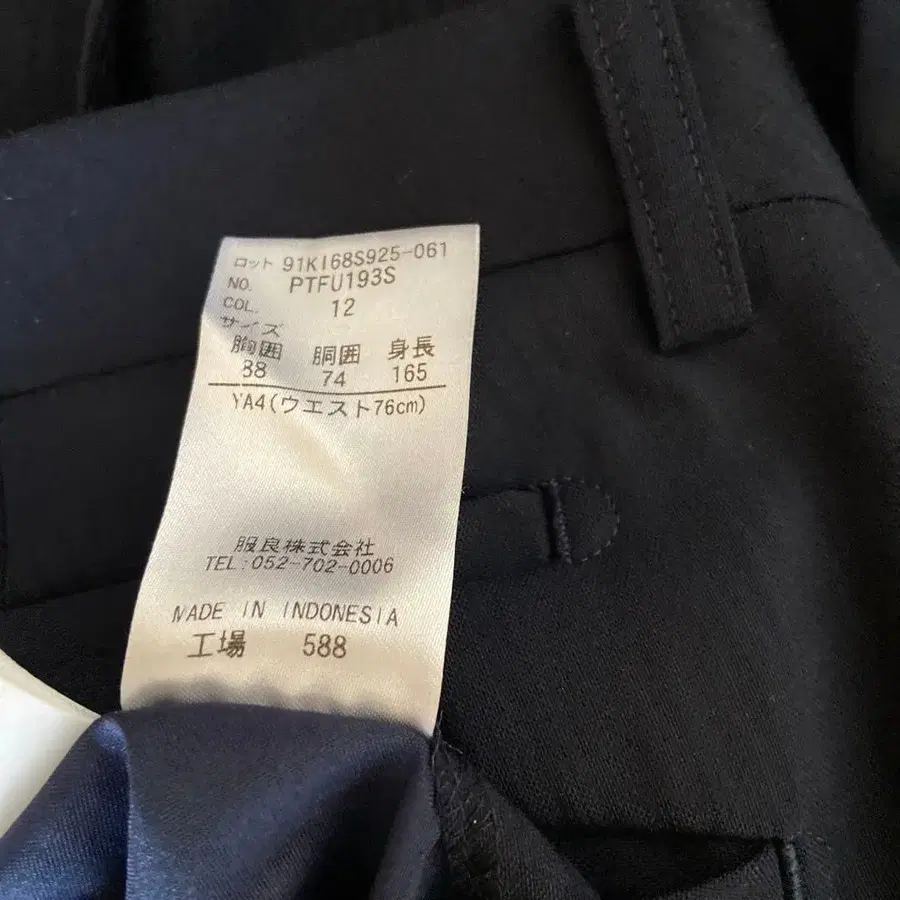 ロット 91KI68S925-061
NO. PTFU193S
COL. 12
サイズ
胸囲 胴囲 身長
88 74 165
YA4(ウエスト76cm)
服良株式会社
TEL:052-702-0006
MADE IN INDONESIA
工場 588